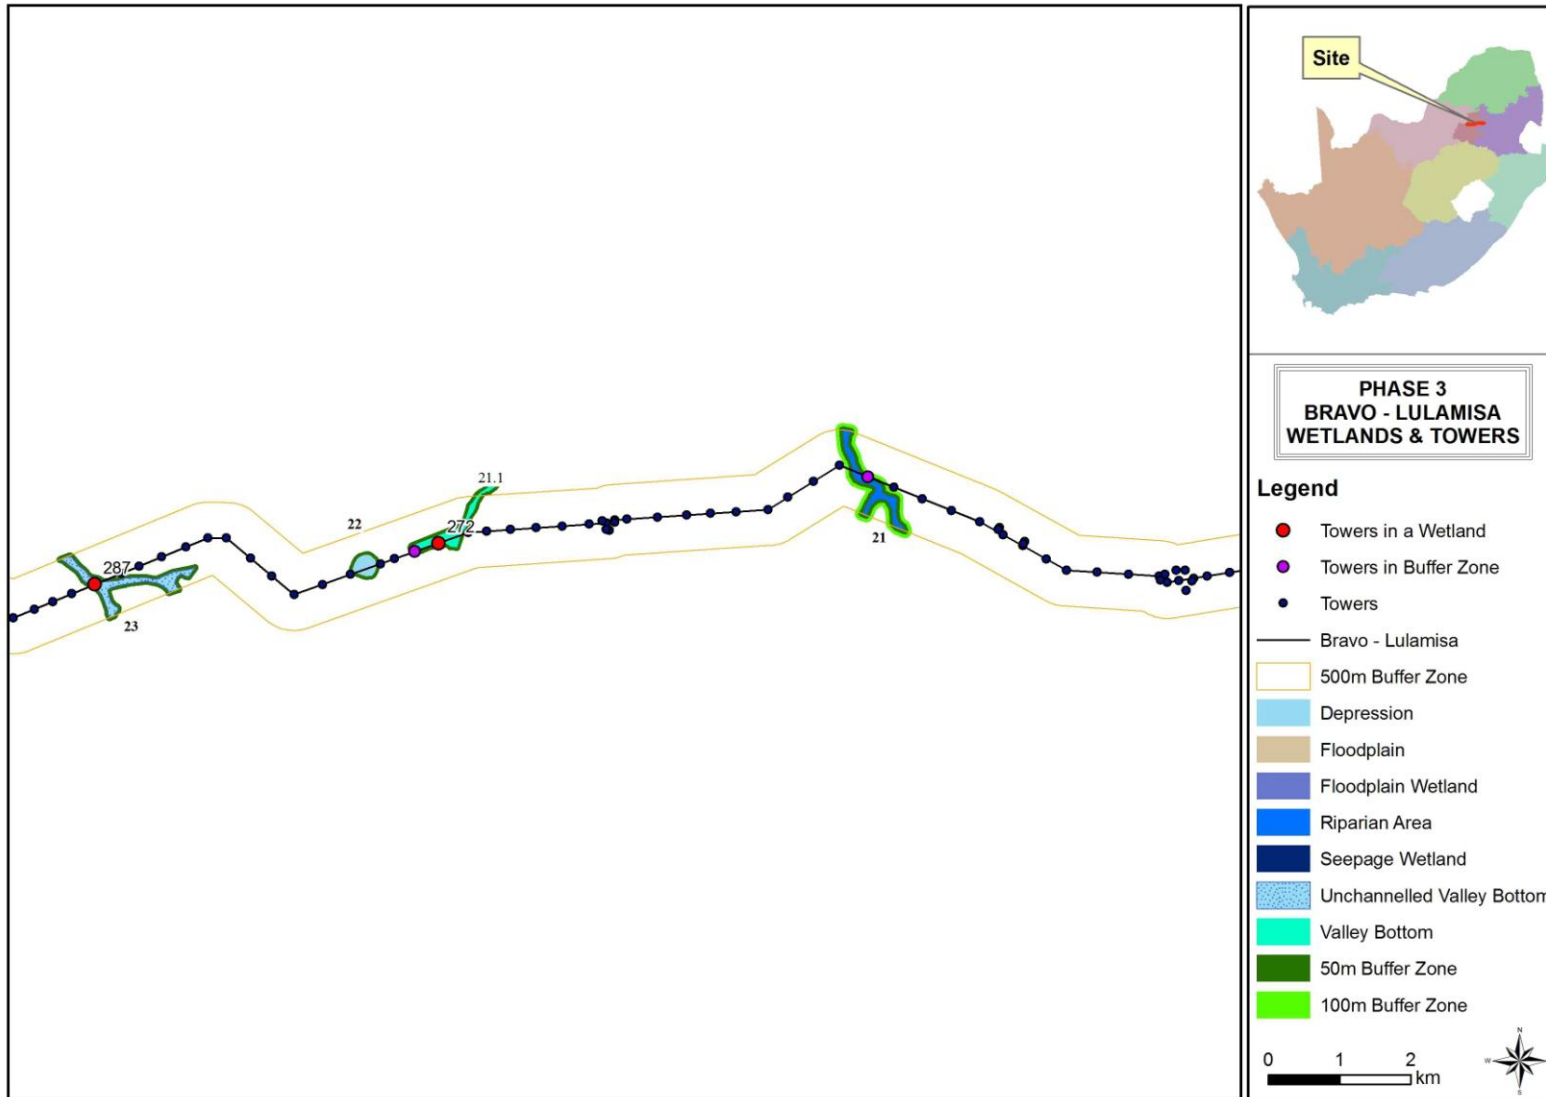 Site
PHASE 3
BRAVO - LULAMISA
WETLANDS & TOWERS
Legend
Towers in a Wetland
Towers in Buffer Zone
Towers
Bravo - Lulamisa
500m Buffer Zone
Depression
Floodplain
Floodplain Wetland
Riparian Area
Seepage Wetland
Unchannelled Valley Bottom
Valley Bottom
50m Buffer Zone
100m Buffer Zone
0 1 2
km
N
W
S
21.1
22
272
21
287
23